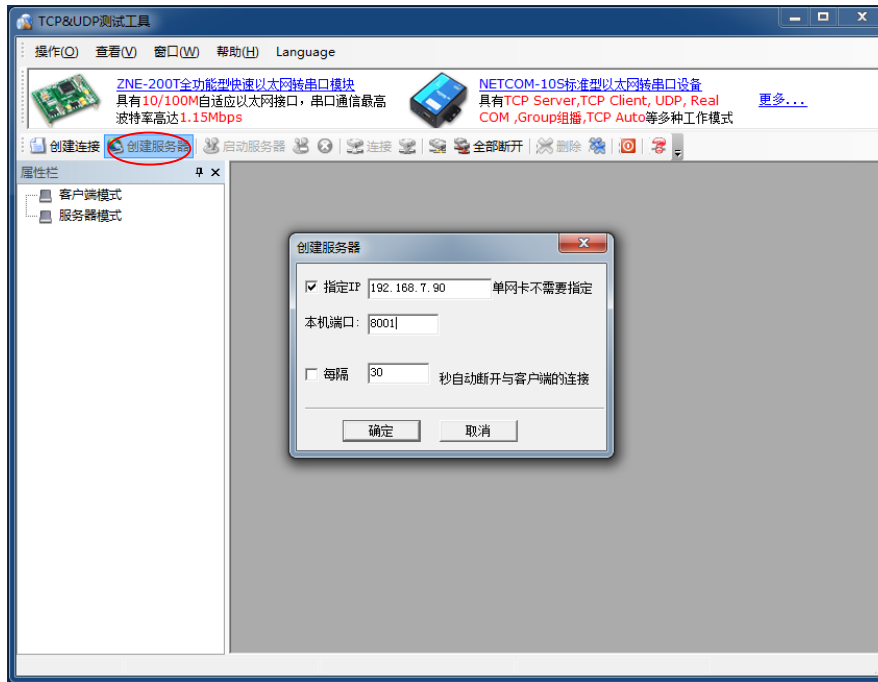 TCP&UDP测试工具
操作(O) 查看(V) 窗口(W) 帮助(H) Language
ZNE-200T全功能型快速以太网转串口模块
具有10/100M自适应以太网接口，串口通信最高
波特率高达1.15Mbps
NETCOM-10S标准型以太网转串口设备
具有TCP Server,TCP Client, UDP, Real
COM ,Group组播,TCP Auto等多种工作模式
更多...
创建连接 创建服务器 启动服务器 连接 全部断开 删除
属性栏
客户端模式
服务器模式
创建服务器
指定IP 192.168.7.90 单网卡不需要指定
本机端口: 8001
每隔 30 秒自动断开与客户端的连接
确定 取消